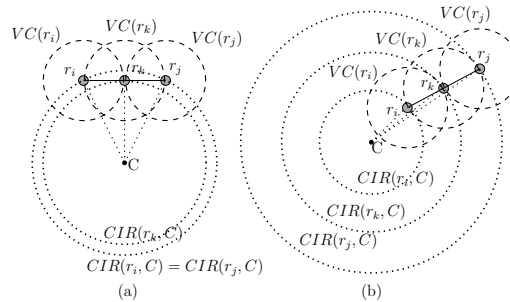 VC(r_i) VC(r_k) VC(r_j)
r_i r_k r_j
C
CIR(r_k, C)
CIR(r_i, C) = CIR(r_j, C)
(a)
VC(r_j)
VC(r_k)
VC(r_i)
r_j
r_k
r_i
C
CIR(r_i, C)
CIR(r_k, C)
CIR(r_j, C)
(b)